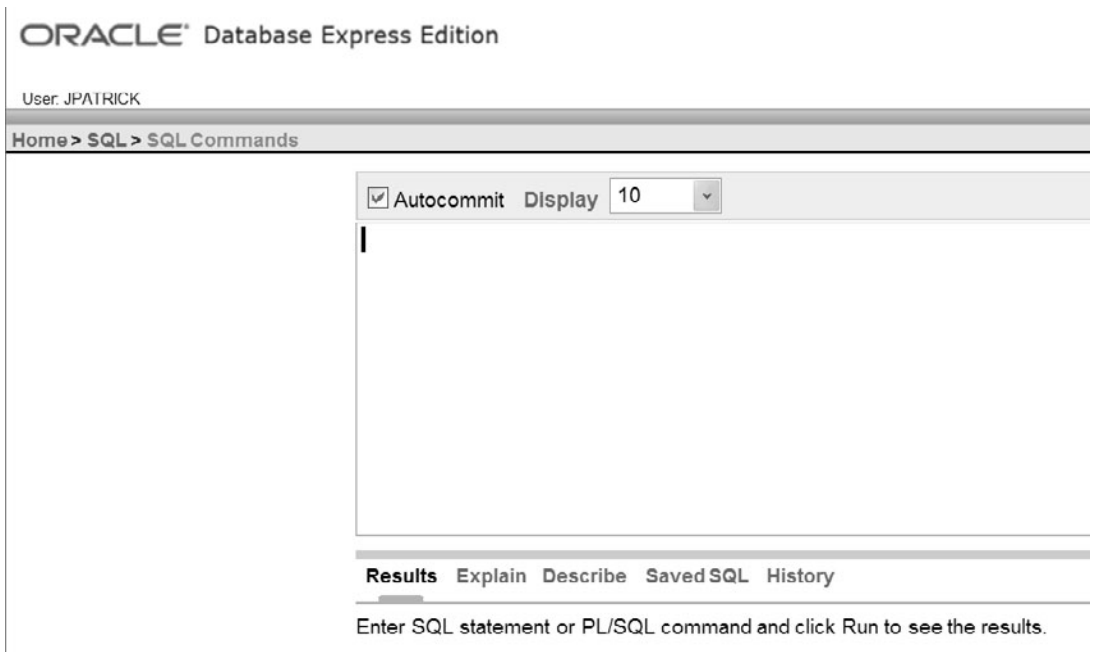 ORACLE® Database Express Edition
User: JPATRICK
Home > SQL > SQL Commands
Autocommit Display 10
Results Explain Describe Saved SQL History
Enter SQL statement or PL/SQL command and click Run to see the results.